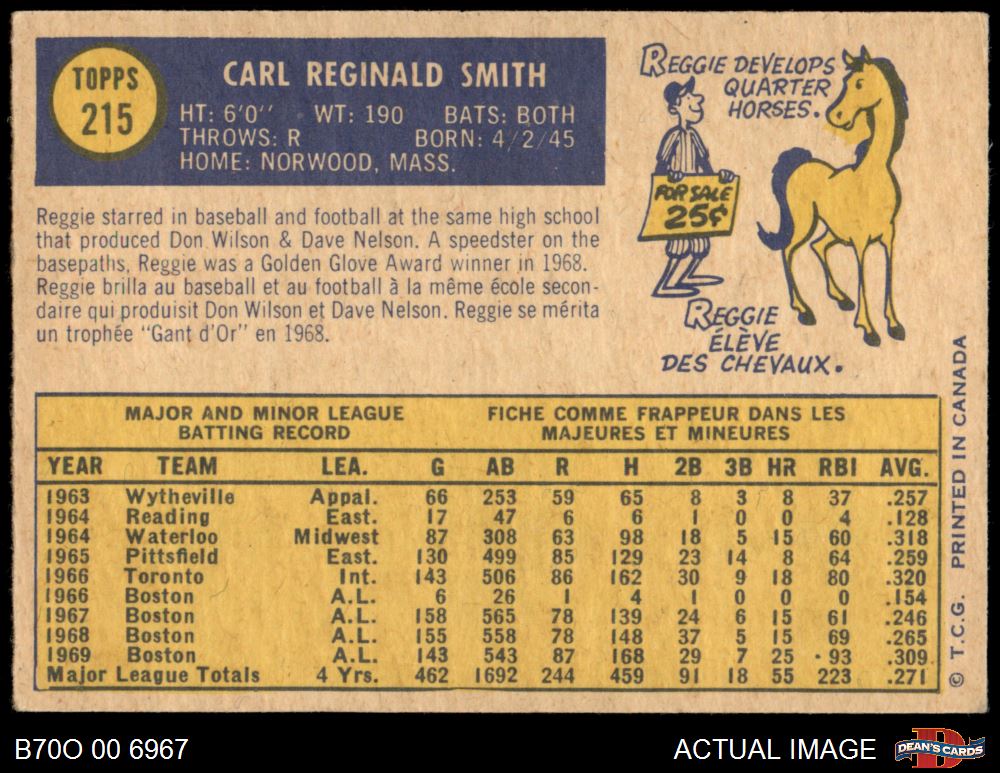 TOPPS
215
CARL REGINALD SMITH
HT: 6'0'' WT: 190 BATS: BOTH
THROWS: R BORN: 4/2/45
HOME: NORWOOD, MASS.
REGGIE DEVELOPS
QUARTER
HORSES.
FOR SALE
25¢
REGGIE
ÉLÈVE
DES CHEVAUX.
Reggie starred in baseball and football at the same high school
that produced Don Wilson & Dave Nelson. A speedster on the
basepaths, Reggie was a Golden Glove Award winner in 1968.
Reggie brilla au baseball et au football à la même école secon-
daire qui produisit Don Wilson et Dave Nelson. Reggie se mérita
un trophée "Gant d'Or" en 1968.
MAJOR AND MINOR LEAGUE
BATTING RECORD
FICHE COMME FRAPPEUR DANS LES
MAJEURES ET MINEURES
YEAR TEAM LEA. G AB R H 2B 3B HR RBI AVG.
1963 Wytheville Appal. 66 253 59 65 8 3 8 37 .257
1964 Reading East. 17 47 6 6 1 0 0 4 .128
1964 Waterloo Midwest 87 308 63 98 18 5 15 60 .318
1965 Pittsfield East. 130 499 85 129 23 14 8 64 .259
1966 Toronto Int. 143 506 86 162 30 9 18 80 .320
1966 Boston A.L. 6 26 1 4 1 0 0 0 .154
1967 Boston A.L. 158 565 78 139 24 6 15 61 .246
1968 Boston A.L. 155 558 78 148 37 5 15 69 .265
1969 Boston A.L. 143 543 87 168 29 7 25 93 .309
Major League Totals 4 Yrs. 462 1692 244 459 91 18 55 223 .271
© T.C.G. PRINTED IN CANADA
B70O 00 6967
ACTUAL IMAGE
D
DEAN'S CARDS